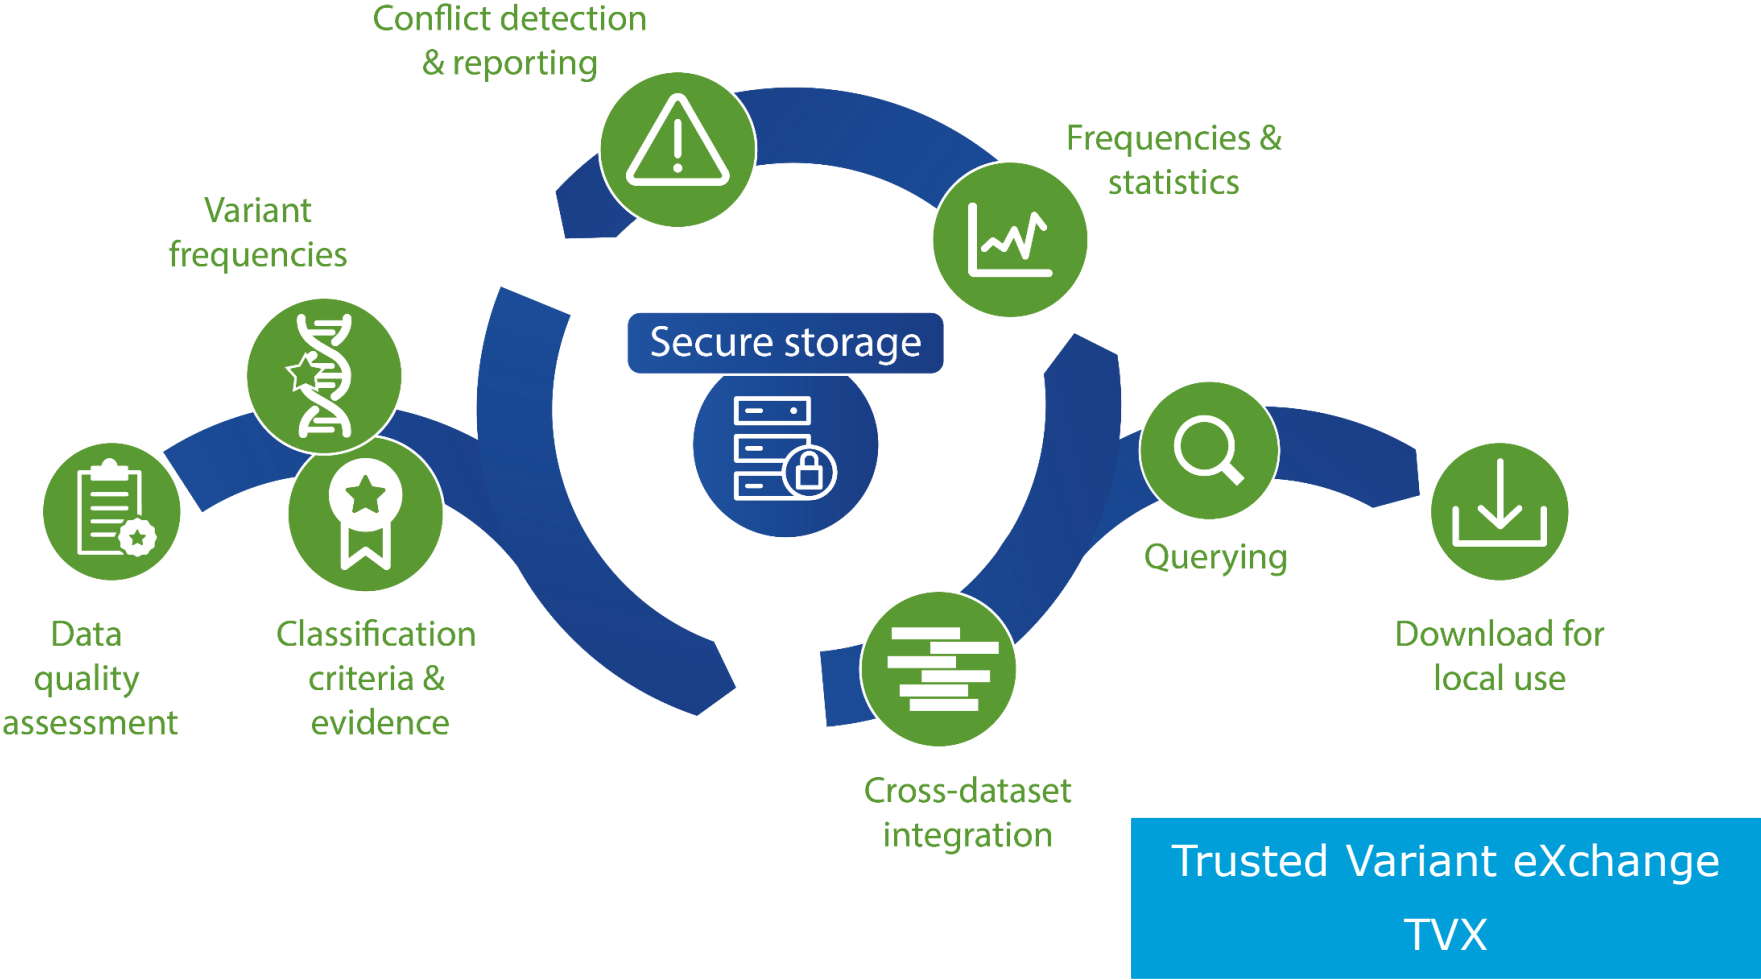 Conflict detection
& reporting
Frequencies &
statistics
Variant
frequencies
Secure storage
Querying
Data
quality
assessment
Classification
criteria &
evidence
Download for
local use
Cross-dataset
integration
Trusted Variant eXchange
TVX